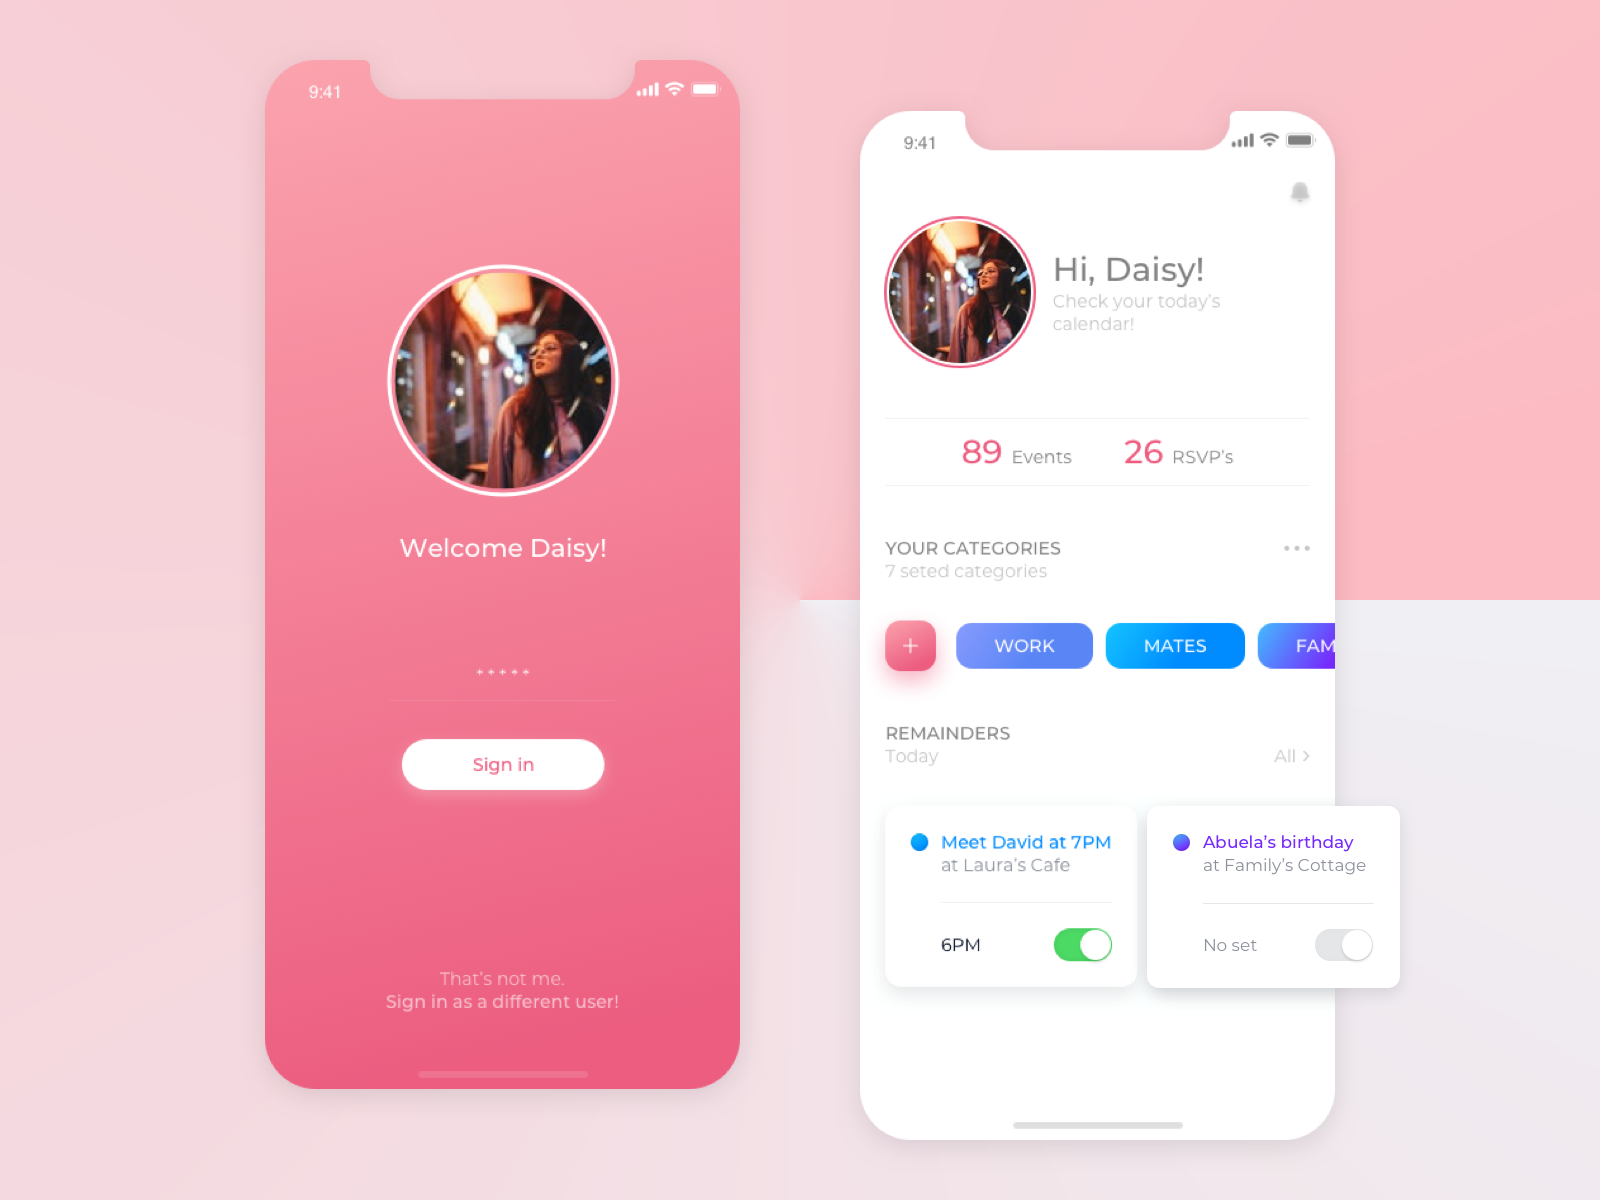 9:41
Welcome Daisy!
*****
Sign in
That's not me.
Sign in as a different user!
9:41
Hi, Daisy!
Check your today's
calendar!
89 Events 26 RSVP's
YOUR CATEGORIES
7 seted categories
+ WORK MATES FAM
REMAINDERS
Today All >
Meet David at 7PM
at Laura's Cafe
6PM
Abuela's birthday
at Family's Cottage
No set